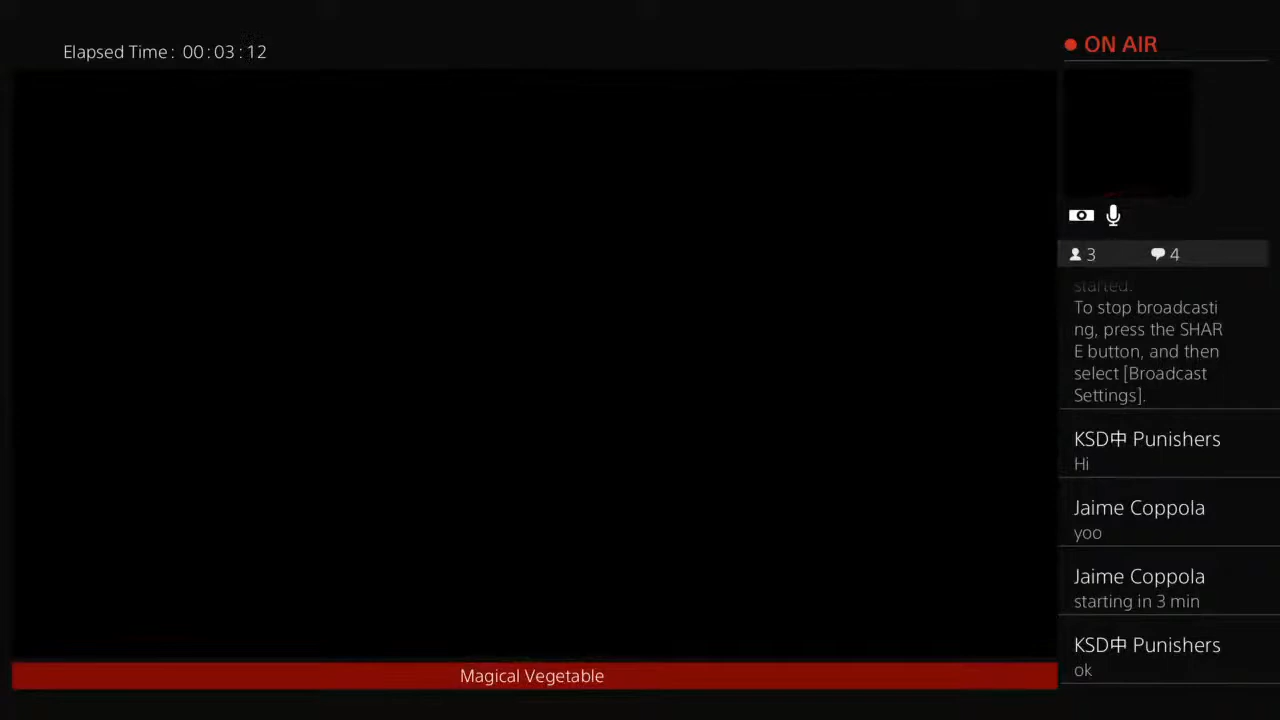 Elapsed Time: 00:03:12
ON AIR
3 4
started.
To stop broadcasti
ng, press the SHAR
E button, and then
select [Broadcast
Settings].
KSD中 Punishers
Hi
Jaime Coppola
yoo
Jaime Coppola
starting in 3 min
KSD中 Punishers
ok
Magical Vegetable